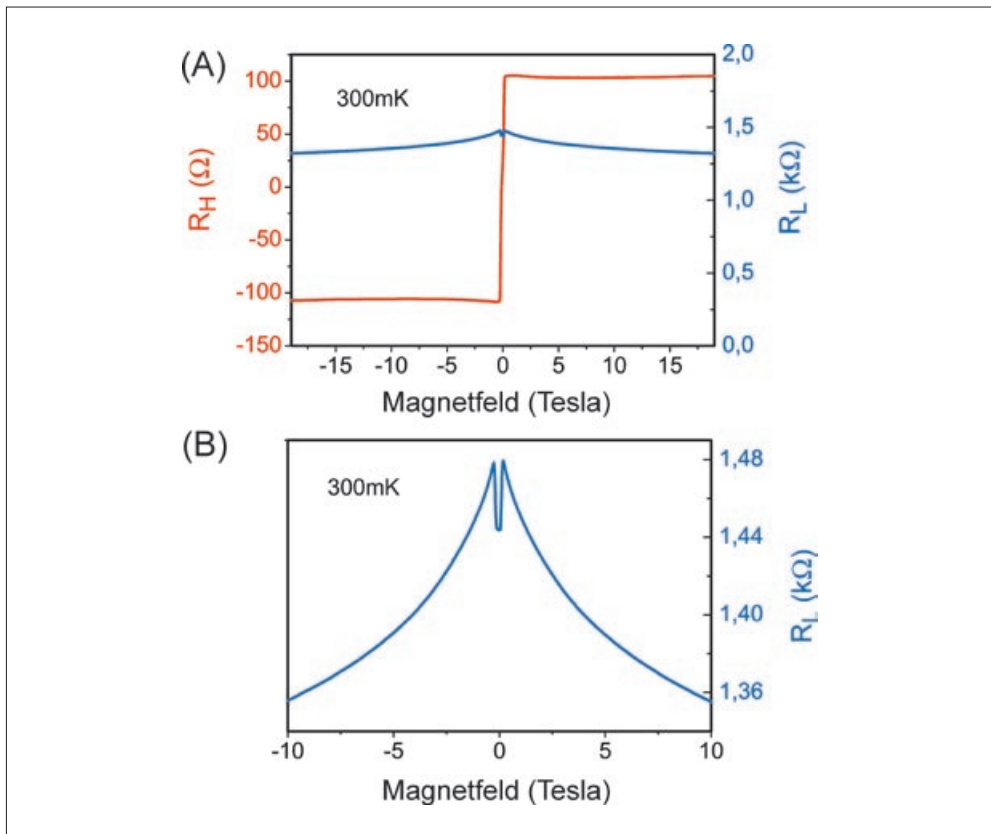 (A)
300mK
100
50
0
-50
-100
-150
R_H (Ω)
2,0
1,5
1,0
0,5
0,0
R_L (kΩ)
-15 -10 -5 0 5 10 15
Magnetfeld (Tesla)
(B)
300mK
1,48
1,44
1,40
1,36
R_L (kΩ)
-10 -5 0 5 10
Magnetfeld (Tesla)